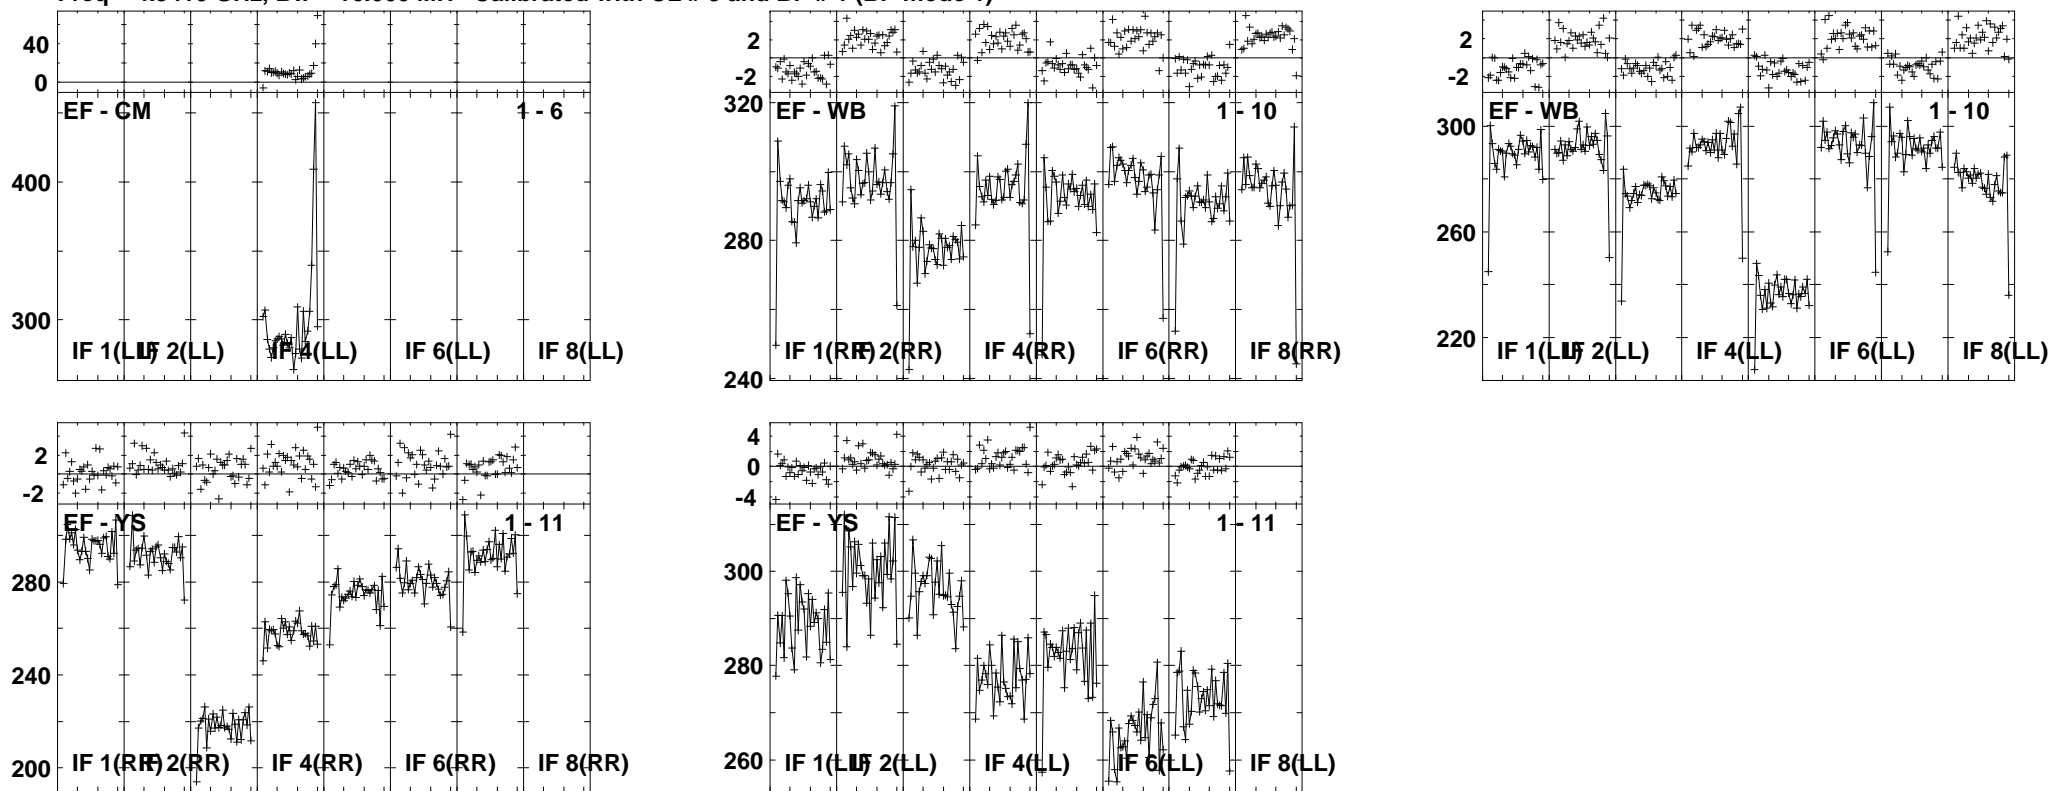 40
0
EF - CM 1 - 6
400
300
IF 1(LL) IF 2(LL) IF 4(LL) IF 6(LL) IF 8(LL)
2
-2
320
EF - WB 1 - 10
280
240
IF 1(RR) IF 2(RR) IF 4(RR) IF 6(RR) IF 8(RR)
2
-2
EF - WB 1 - 10
300
260
220
IF 1(LL) IF 2(LL) IF 4(LL) IF 6(LL) IF 8(LL)
2
-2
EF - YS 1 - 11
280
240
200
IF 1(RR) IF 2(RR) IF 4(RR) IF 6(RR) IF 8(RR)
4
0
-4
EF - YS 1 - 11
300
280
260
IF 1(LL) IF 2(LL) IF 4(LL) IF 6(LL) IF 8(LL)